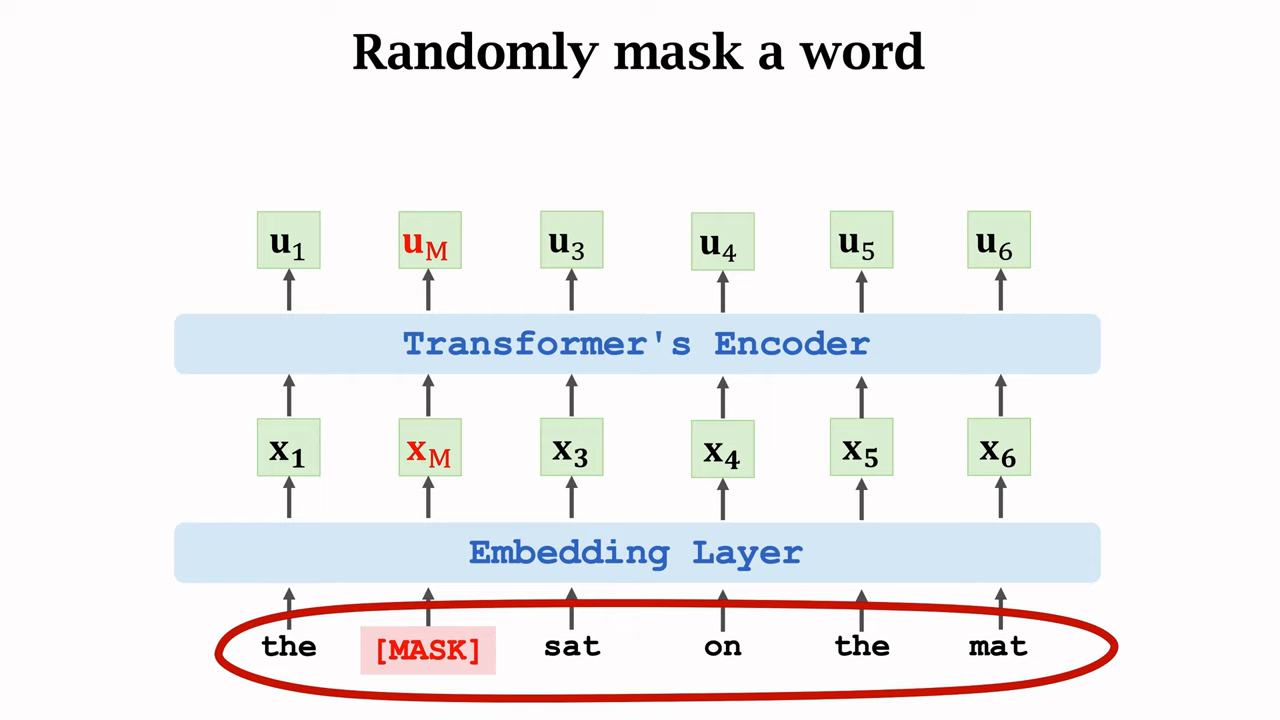 Randomly mask a word
u1 uM u3 u4 u5 u6
Transformer's Encoder
x1 xM x3 x4 x5 x6
Embedding Layer
the [MASK] sat on the mat